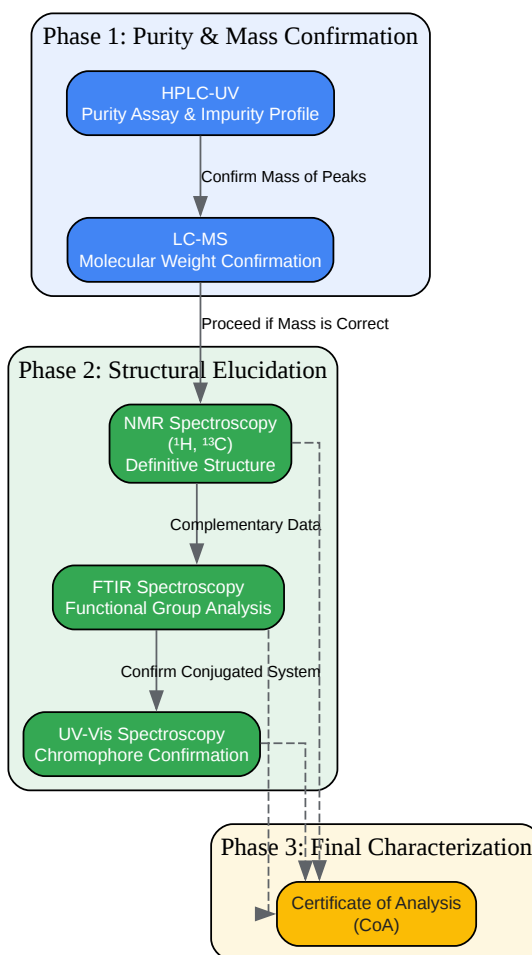 Phase 1: Purity & Mass Confirmation
HPLC-UV
Purity Assay & Impurity Profile
Confirm Mass of Peaks
LC-MS
Molecular Weight Confirmation
Proceed if Mass is Correct
Phase 2: Structural Elucidation
NMR Spectroscopy
(¹H, ¹³C)
Definitive Structure
Complementary Data
FTIR Spectroscopy
Functional Group Analysis
Confirm Conjugated System
UV-Vis Spectroscopy
Chromophore Confirmation
Phase 3: Final Characterization
Certificate of Analysis
(CoA)